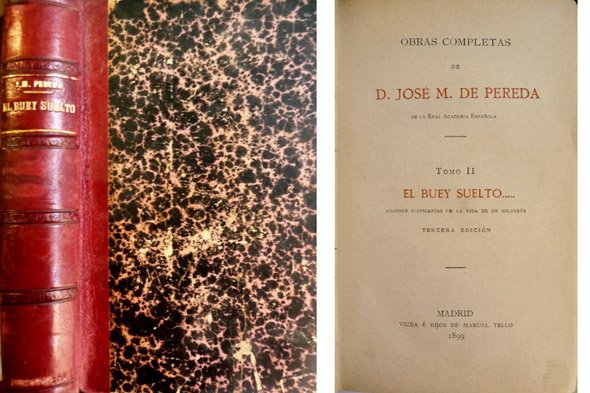 J. M. PEREDA
EL BUEY SUELTO
OBRAS COMPLETAS
DE
D. JOSÉ M. DE PEREDA
DE LA REAL ACADEMIA ESPAÑOLA
TOMO II
EL BUEY SUELTO.....
CUADROS EDIFICANTES DE LA VIDA DE UN SOLTERÓN
TERCERA EDICIÓN
MADRID
VIUDA É HIJOS DE MANUEL TELLO
1899